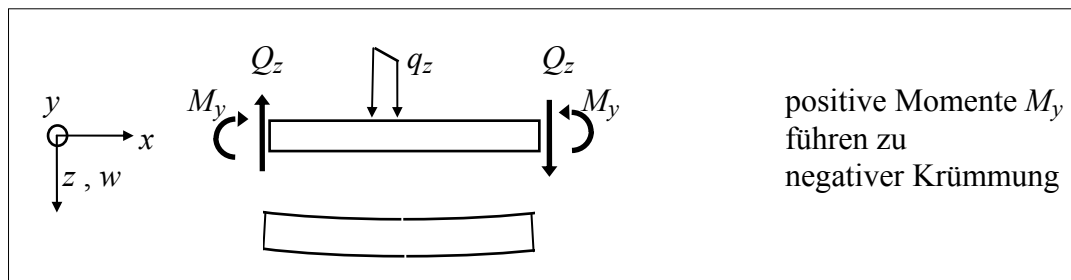 Q_z
q_z
Q_z
M_y
M_y
y
x
z , w
positive Momente M_y
führen zu
negativer Krümmung